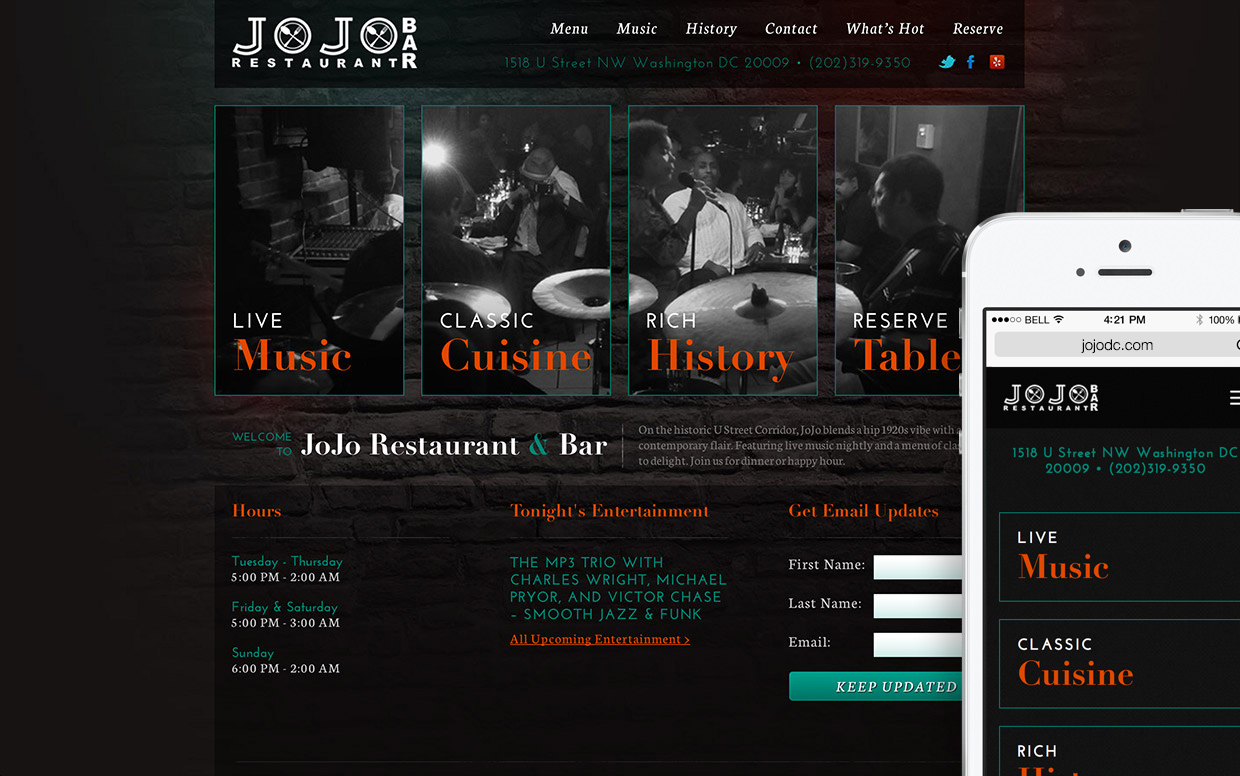 JOJO BAR
RESTAURANT
Menu Music History Contact What's Hot Reserve
1518 U Street NW Washington DC 20009 • (202)319-9350
LIVE
Music
CLASSIC
Cuisine
RICH
History
RESERVE
Table
WELCOME
TO
JoJo Restaurant & Bar
On the historic U Street Corridor, JoJo blends a hip 1920s vibe with a
contemporary flair. Featuring live music nightly and a menu of
to delight. Join us for dinner or happy hour.
Hours
Tuesday - Thursday
5:00 PM - 2:00 AM
Friday & Saturday
5:00 PM - 3:00 AM
Sunday
6:00 PM - 2:00 AM
Tonight's Entertainment
THE MP3 TRIO WITH
CHARLES WRIGHT, MICHAEL
PRYOR, AND VICTOR CHASE
– SMOOTH JAZZ & FUNK
All Upcoming Entertainment >
Get Email Updates
First Name:
Last Name:
Email:
KEEP UPDATED
BELL 4:21 PM 100%
jojodc.com
JOJO BAR
RESTAURANT
1518 U Street NW Washington DC
20009 • (202)319-9350
LIVE
Music
CLASSIC
Cuisine
RICH